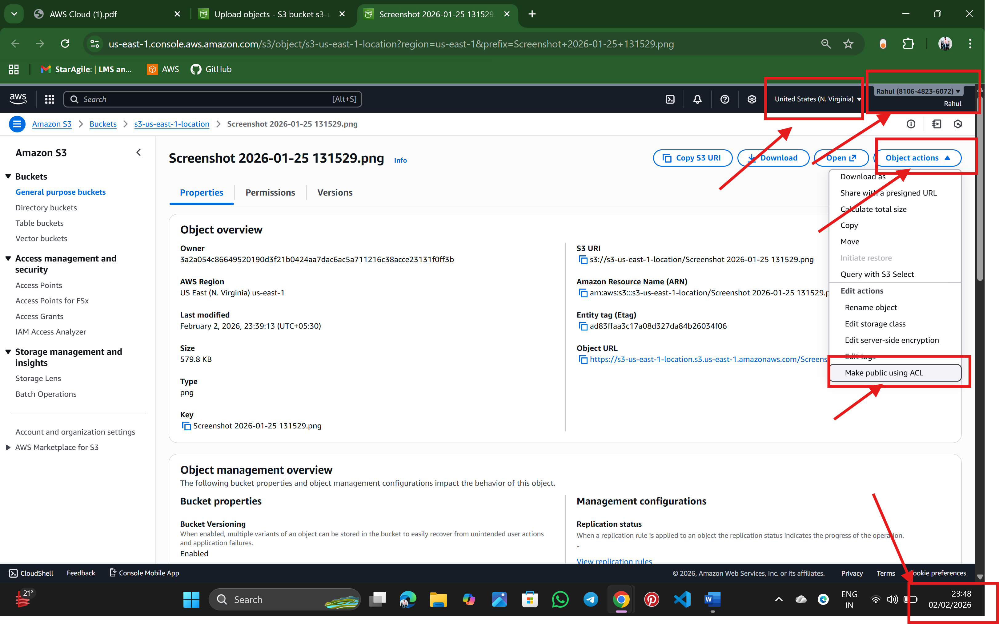 AWS Cloud (1).pdf
Upload objects - S3 bucket s3-u
Screenshot 2026-01-25 131529.
us-east-1.console.aws.amazon.com/s3/object/s3-us-east-1-location?region=us-east-1&prefix=Screenshot+2026-01-25+131529.png
StarAgile: | LMS an...
AWS
GitHub
aws
Search
[Alt+S]
United States (N. Virginia)
Rahul (8106-4823-6072)
Rahul
Amazon S3
Buckets
s3-us-east-1-location
Screenshot 2026-01-25 131529.png
Amazon S3
Buckets
General purpose buckets
Directory buckets
Table buckets
Vector buckets
Access management and
security
Access Points
Access Points for FSx
Access Grants
IAM Access Analyzer
Storage management and
insights
Storage Lens
Batch Operations
Account and organization settings
AWS Marketplace for S3
Screenshot 2026-01-25 131529.png
Info
Copy S3 URI
Download
Open
Object actions
Download as
Share with a presigned URL
Calculate total size
Copy
Move
Initiate restore
Query with S3 Select
Edit actions
Rename object
Edit storage class
Edit server-side encryption
Edit tags
Make public using ACL
Properties
Permissions
Versions
Object overview
Owner
3a2a054c86649520190d3f21b0424aa7dac6ac5a711216c38acce23131f0ff3b
AWS Region
US East (N. Virginia) us-east-1
Last modified
February 2, 2026, 23:39:13 (UTC+05:30)
Size
579.8 KB
Type
png
Key
Screenshot 2026-01-25 131529.png
S3 URI
s3://s3-us-east-1-location/Screenshot 2026-01-25 131529.png
Amazon Resource Name (ARN)
arn:aws:s3:::s3-us-east-1-location/Screenshot 2026-01-25 131529.p
Entity tag (Etag)
ad83ffaa3c17a08d327da84b26034f06
Object URL
https://s3-us-east-1-location.s3.us-east-1.amazonaws.com/Screens
Object management overview
The following bucket properties and object management configurations impact the behavior of this object.
Bucket properties
Bucket Versioning
When enabled, multiple variants of an object can be stored in the bucket to easily recover from unintended user actions
and application failures.
Enabled
Management configurations
Replication status
When a replication rule is applied to an object the replication status indicates the progress of the operation.
-
View replication rules
CloudShell
Feedback
Console Mobile App
© 2026, Amazon Web Services, Inc. or its affiliates.
Privacy
Terms
ookie preferences
21°
Search
W
ENG
IN
23:48
02/02/2026